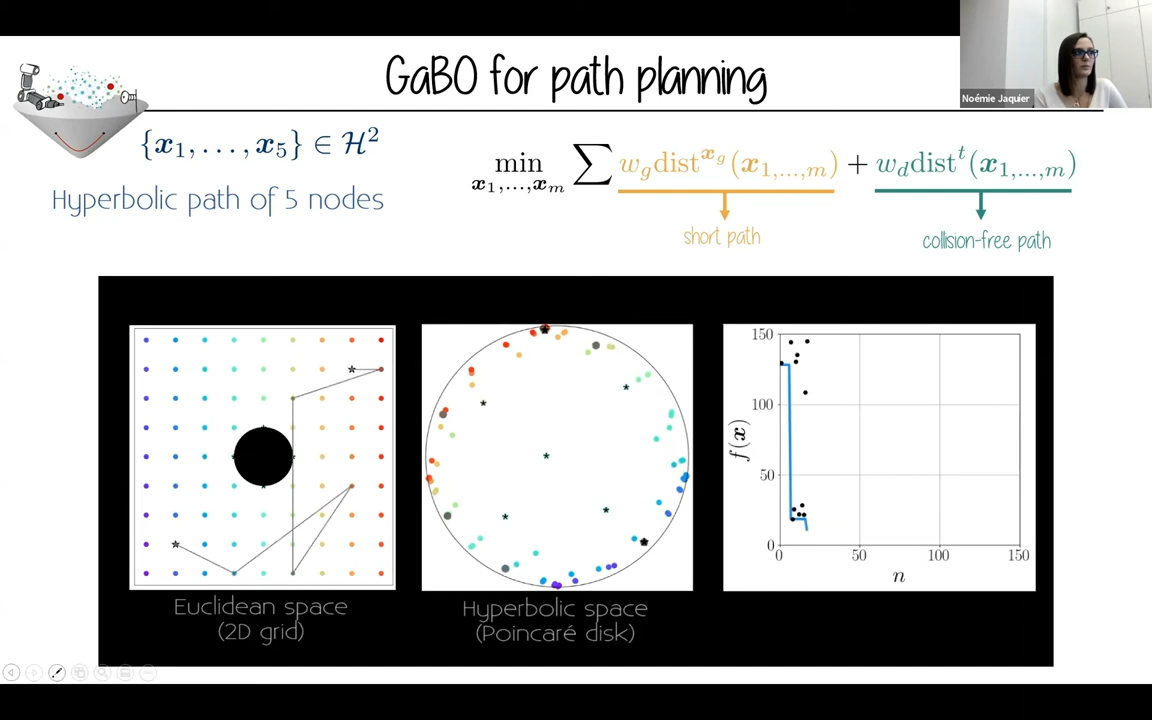 GaBO for path planning
Noémie Jaquier
{x₁, . . . , x₅} ∈ ℋ²
Hyperbolic path of 5 nodes
min ∑ w_g dist^{x_g}(x_{1,...,m}) + w_d dist^t(x_{1,...,m})
x₁,...,x_m
short path
collision-free path
Euclidean space
(2D grid)
Hyperbolic space
(Poincaré disk)
150
100
50
0
f(x)
0 50 100 150
n